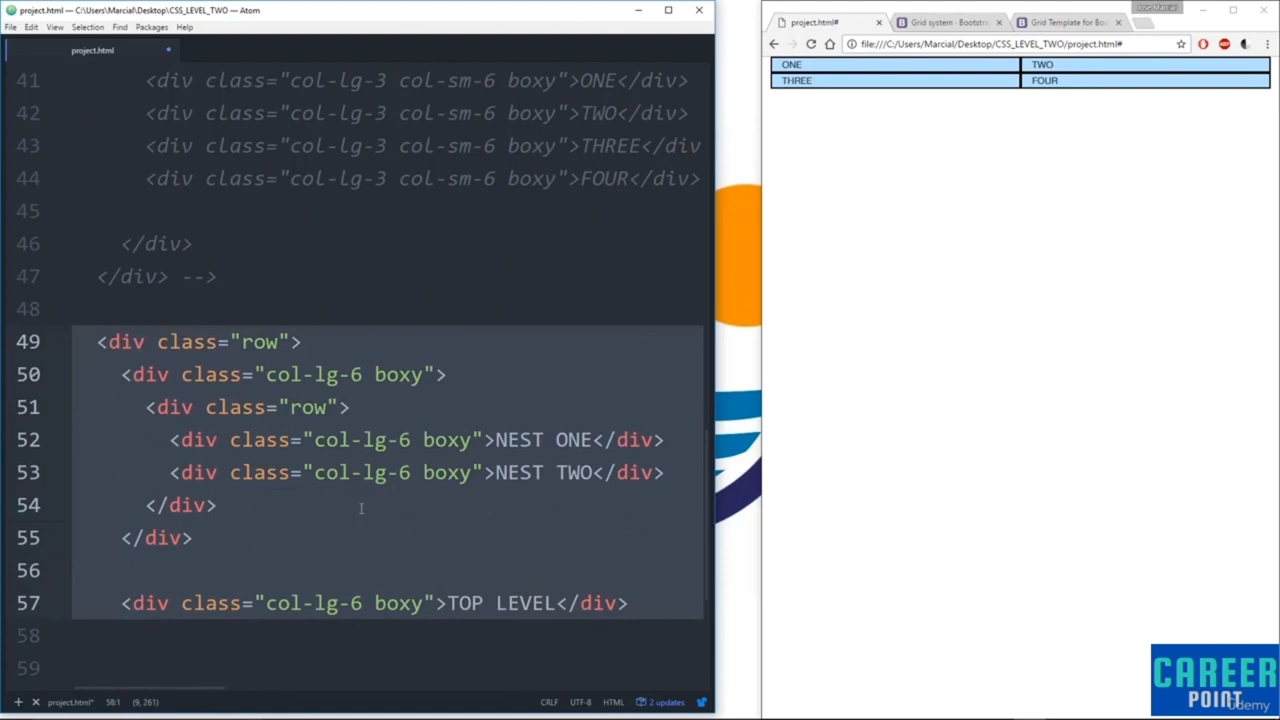 project.html — C:\Users\Marcial\Desktop\CSS_LEVEL_TWO — Atom
File Edit View Selection Find Packages Help
project.html
41 <div class="col-lg-3 col-sm-6 boxy">ONE</div>
42 <div class="col-lg-3 col-sm-6 boxy">TWO</div>
43 <div class="col-lg-3 col-sm-6 boxy">THREE</div
44 <div class="col-lg-3 col-sm-6 boxy">FOUR</div>
45
46 </div>
47 </div> -->
48
49 <div class="row">
50 <div class="col-lg-6 boxy">
51 <div class="row">
52 <div class="col-lg-6 boxy">NEST ONE</div>
53 <div class="col-lg-6 boxy">NEST TWO</div>
54 </div>
55 </div>
56
57 <div class="col-lg-6 boxy">TOP LEVEL</div>
58
59
project.html* 58:1 (9, 261) CRLF UTF-8 HTML 2 updates
Jose Marcial
project.html# Grid system · Bootstra Grid Template for Boo
file:///C:/Users/Marcial/Desktop/CSS_LEVEL_TWO/project.html#
ABP
ONE TWO
THREE FOUR
CAREER
POINT
Udemy